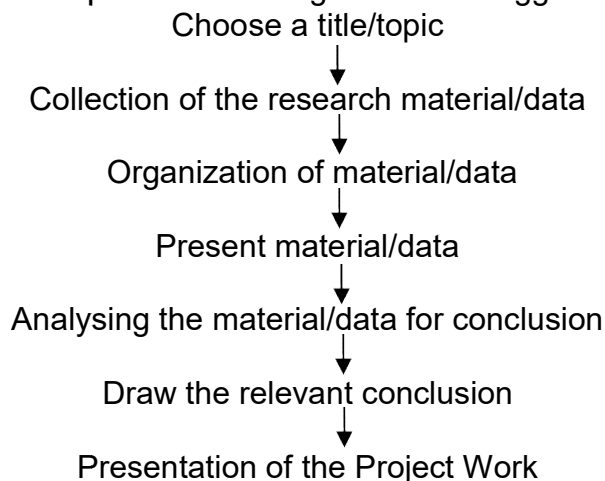 Choose a title/topic
Collection of the research material/data
Organization of material/data
Present material/data
Analysing the material/data for conclusion
Draw the relevant conclusion
Presentation of the Project Work